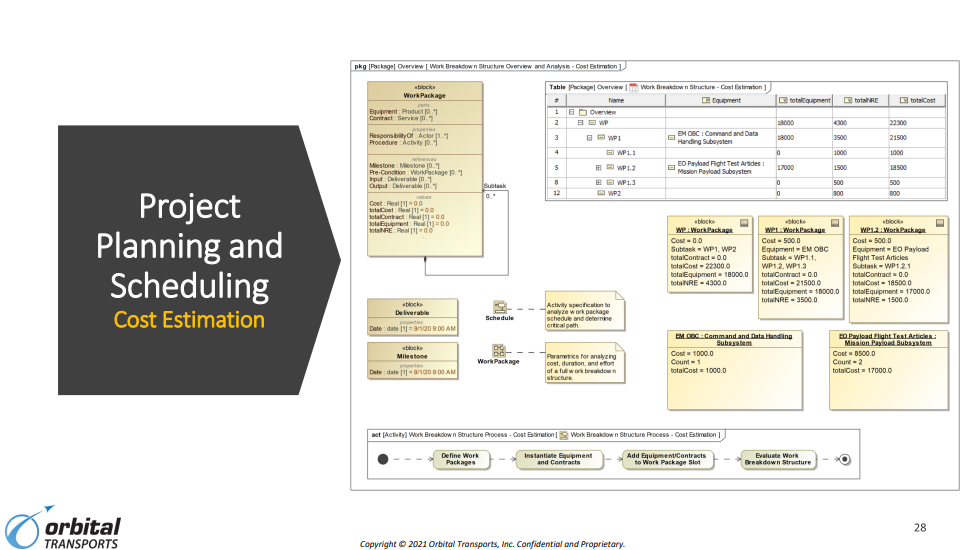 Project
Planning and
Scheduling
Cost Estimation
pkg [Package] Overview [ Work Breakdown Structure Overview and Analysis - Cost Estimation ]
«block»
WorkPackage
parts
Equipment : Product [0..*]
Contract : Service [0..*]
properties
ResponsibilityOf : Actor [1..*]
Procedure : Activity [0..*]
references
Milestone : Milestone [0..*]
Pre-Condition : WorkPackage [0..*]
Input : Deliverable [0..*]
Output : Deliverable [0..*]
values
Cost : Real [1] = 0.0
totalCost : Real [1] = 0.0
totalContract : Real [1] = 0.0
totalEquipment : Real [1] = 0.0
totalNRE : Real [1] = 0.0
Subtask
0..*
Table [Package] Overview [ Work Breakdown Structure - Cost Estimation ]
# Name Equipment totalEquipment totalNRE totalCost
1 Overview
2 WP 18000 4300 22300
3 WP1 EM OBC : Command and Data Handling Subsystem 18000 3500 21500
4 WP1.1 0 1000 1000
5 WP1.2 EO Payload Flight Test Articles : Mission Payload Subsystem 17000 1500 18500
8 WP1.3 0 500 500
12 WP2 0 800 800
«block»
WP : WorkPackage
Cost = 0.0
Subtask = WP1, WP2
totalContract = 0.0
totalCost = 22300.0
totalEquipment = 18000.0
totalNRE = 4300.0
«block»
WP1 : WorkPackage
Cost = 500.0
Equipment = EM OBC
Subtask = WP1.1,
WP1.2, WP1.3
totalContract = 0.0
totalCost = 21500.0
totalEquipment = 18000.0
totalNRE = 3500.0
«block»
WP1.2 : WorkPackage
Cost = 500.0
Equipment = EO Payload
Flight Test Articles
Subtask = WP1.2.1
totalContract = 0.0
totalCost = 18500.0
totalEquipment = 17000.0
totalNRE = 1500.0
«block»
Deliverable
properties
Date : date [1] = 9/1/20 9:00 AM
«block»
Milestone
properties
Date : date [1] = 9/1/20 9:00 AM
Schedule
Activity specification to
analyze work package
schedule and determine
critical path.
WorkPackage
Parametrics for analyzing
cost, duration, and effort
of a full work breakdown
structure.
EM OBC : Command and Data Handling
Subsystem
Cost = 1000.0
Count = 1
totalCost = 1000.0
EO Payload Flight Test Articles :
Mission Payload Subsystem
Cost = 8500.0
Count = 2
totalCost = 17000.0
act [Activity] Work Breakdown Structure Process - Cost Estimation [ Work Breakdown Structure Process - Cost Estimation ]
Define Work
Packages
Instantiate Equipment
and Contracts
Add Equipment/Contracts
to Work Package Slot
Evaluate Work
Breakdown Structure
orbital
TRANSPORTS
Copyright © 2021 Orbital Transports, Inc. Confidential and Proprietary.
28